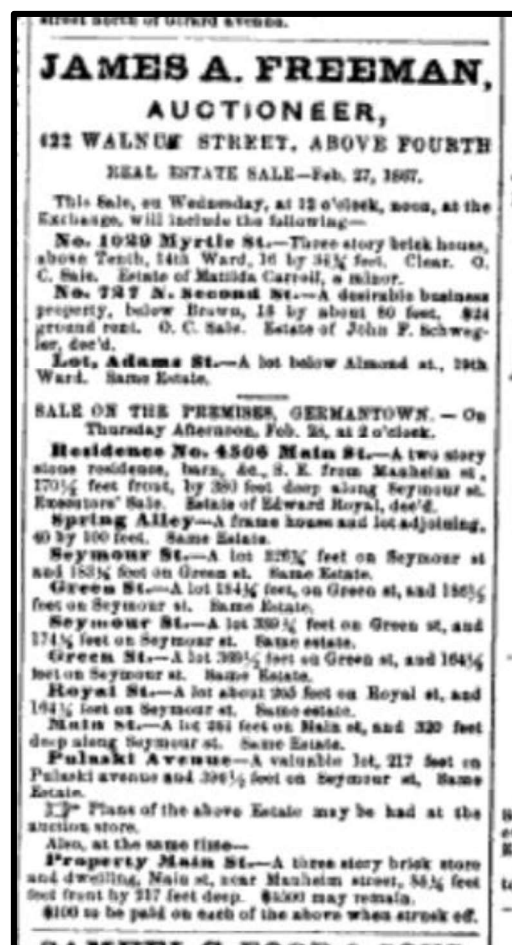 street north of Girard avenue.
JAMES A. FREEMAN,
AUCTIONEER,
422 WALNUT STREET, ABOVE FOURTH
REAL ESTATE SALE—Feb. 27, 1867.
This Sale, on Wednesday, at 12 o'clock, noon, at the
Exchange, will include the following—
No. 1029 Myrtle St.—Three story brick house,
above Tenth, 14th Ward, 16 by feet. Clear. O.
C. Sale. Estate of Matilda Carroll, a minor.
No. 727 N. Second St.—A desirable business
property, below Brown, 18 by about 80 feet. $24
ground rent. O. C. Sale. Estate of John F. Schweg-
ler, dec'd.
Lot, Adams St.—A lot below Almond st., 19th
Ward. Same Estate.
SALE ON THE PREMISES, GERMANTOWN.—On
Thursday Afternoon, Feb. 28, at 2 o'clock.
Residence No. 4506 Main St.—A two story
stone residence, barn, &c., S. E. from Manheim st,
170½ feet front, by 380 feet deep along Seymour st.
Executors' Sale. Estate of Edward Royal, dec'd.
Spring Alley—A frame house and lot adjoining,
40 by 100 feet. Same Estate.
Seymour St.—A lot feet on Seymour st
and 183¾ feet on Green st. Same Estate.
Green St.—A lot feet, on Green st, and
feet on Seymour st. Same Estate.
Seymour St.—A lot feet on Green st, and
174¼ feet on Seymour st. Same estate.
Green St.—A lot feet on Green st, and
feet on Seymour st. Same Estate.
Royal St.—A lot about 265 feet on Royal st, and
feet on Seymour st. Same estate.
Main st.—A lot feet on Main st, and 320 feet
deep along Seymour st. Same Estate.
Pulaski Avenue—A valuable lot, 217 feet on
Pulaski avenue and feet on Seymour st, Same
Estate.
☞ Plans of the above Estate may be had at the
auction store.
Also, at the same time—
Property Main St.—A three story brick store
and dwelling, Main st, near Manheim street, feet
feet front by 217 feet deep. may remain.
$100 to be paid on each of the above when struck off.